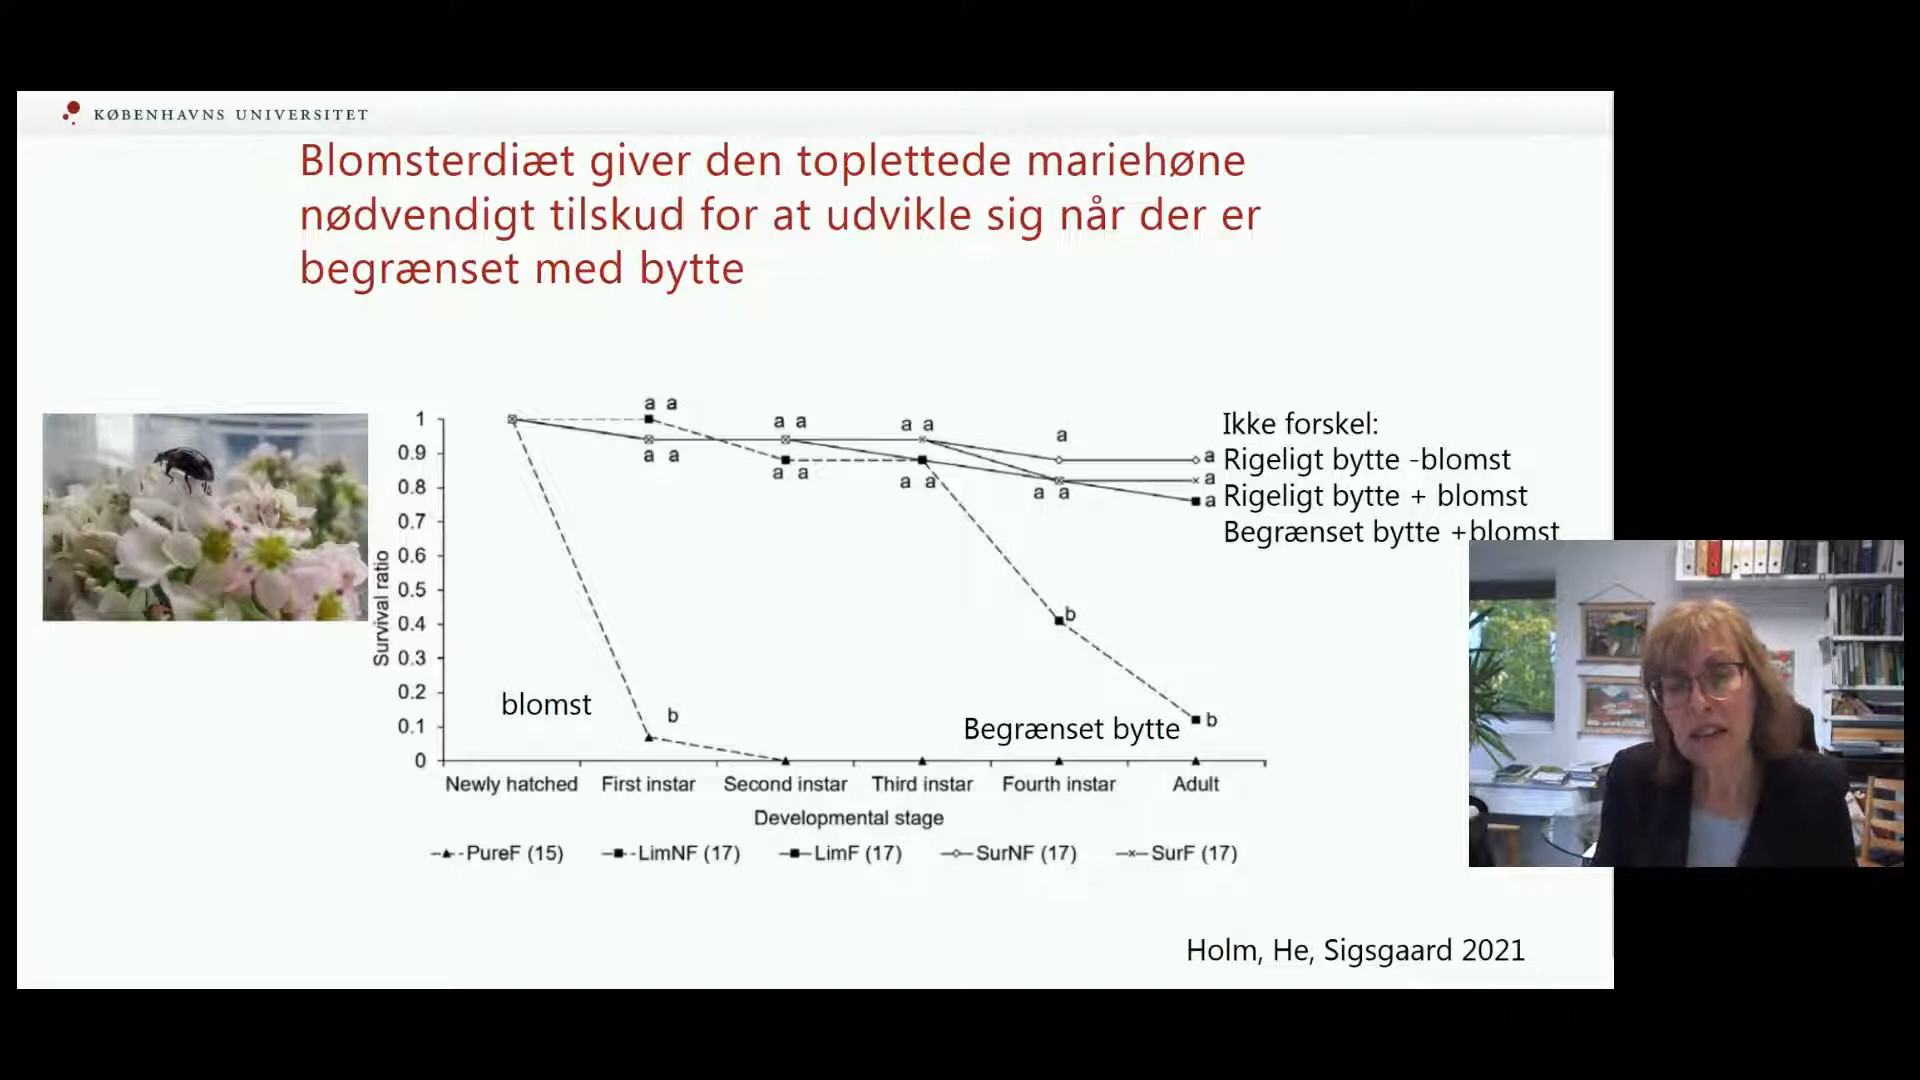 KØBENHAVNS UNIVERSITET
Blomsterdiæt giver den toplettede mariehøne
nødvendigt tilskud for at udvikle sig når der er
begrænset med bytte
a a
a a
a a
a
a a
a a
a a
a a
a
a
a
b
b
b
Ikke forskel:
Rigeligt bytte -blomst
Rigeligt bytte + blomst
Begrænset bytte +blomst
1
0.9
0.8
0.7
0.6
0.5
0.4
0.3
0.2
0.1
0
Survival ratio
blomst
Begrænset bytte
Newly hatched First instar Second instar Third instar Fourth instar Adult
Developmental stage
PureF (15) LimNF (17) LimF (17) SurNF (17) SurF (17)
Holm, He, Sigsgaard 2021